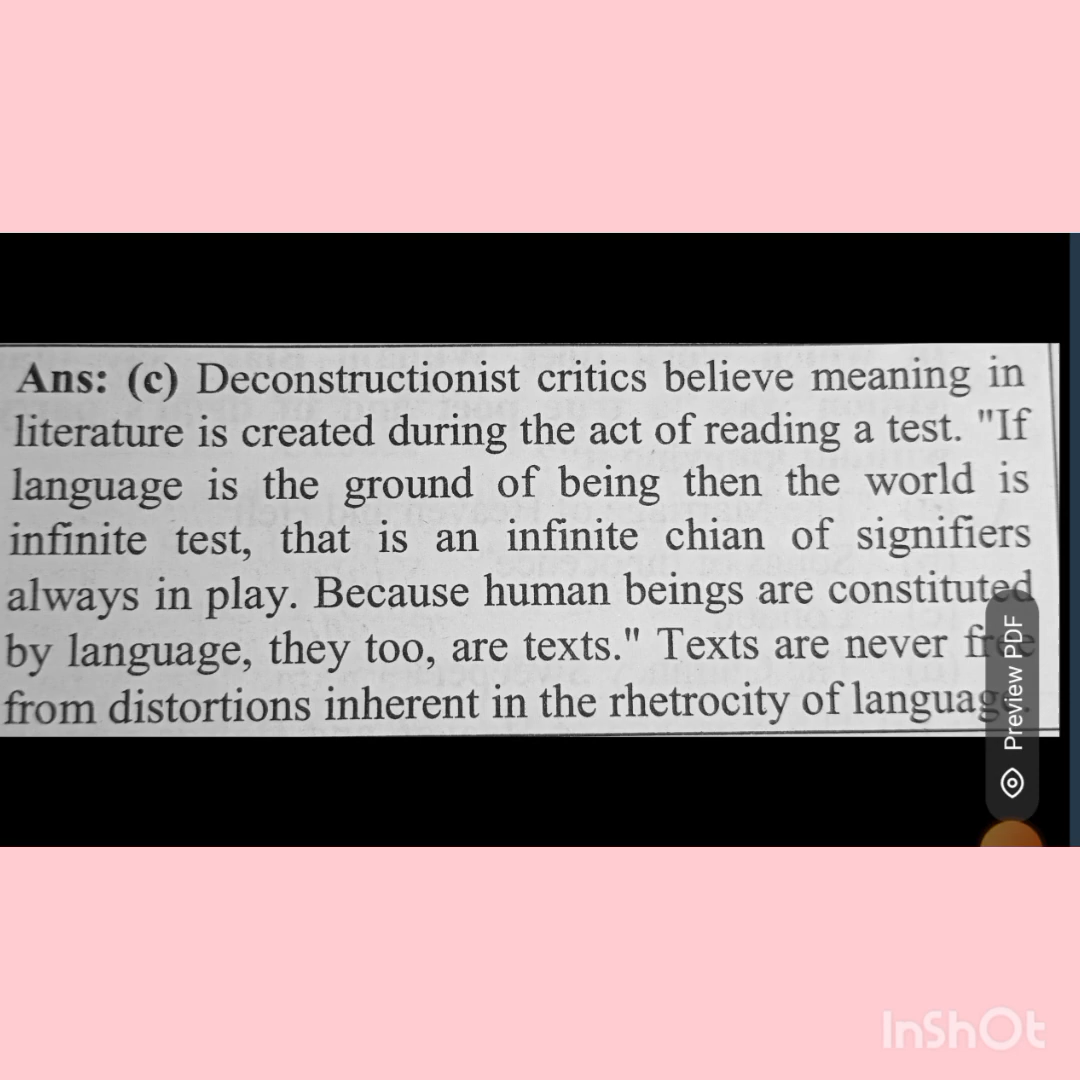 Ans: (c) Deconstructionist critics believe meaning in
literature is created during the act of reading a test. "If
language is the ground of being then the world is
infinite test, that is an infinite chian of signifiers
always in play. Because human beings are constituted
by language, they too, are texts." Texts are never free
from distortions inherent in the rhetrocity of language.
Preview PDF
InShOt